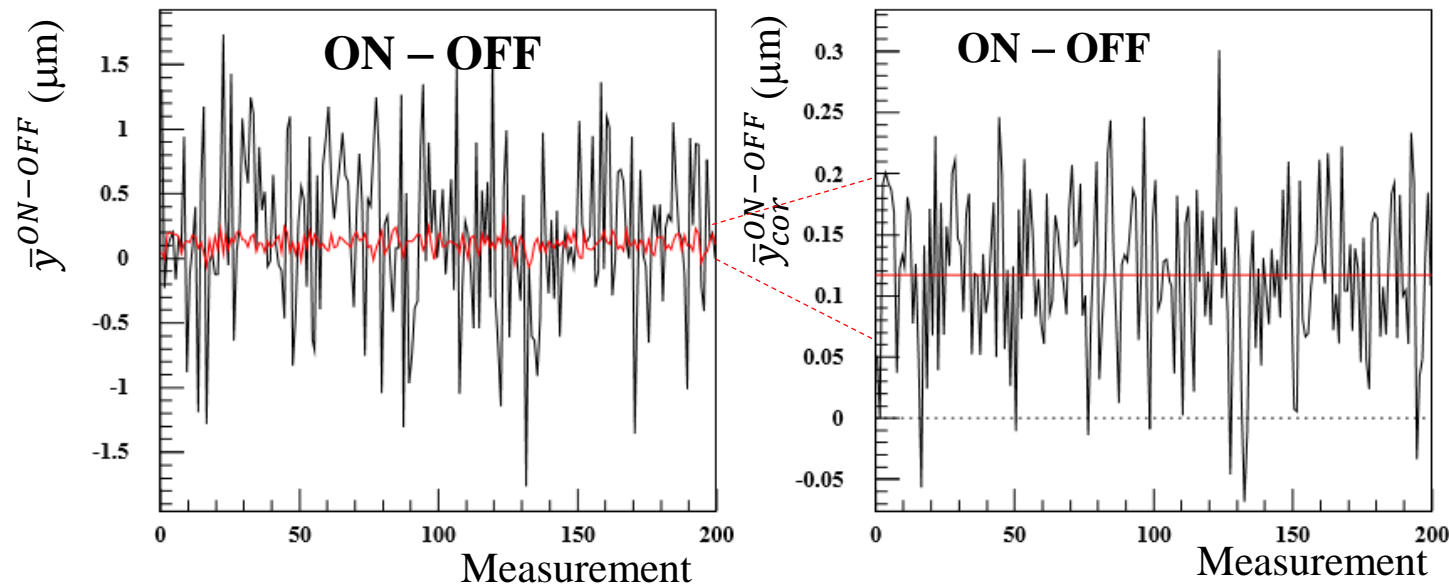 ON – OFF
ȳ^{ON−OFF} (μm)
1.5
1
0.5
0
-0.5
-1
-1.5
0 50 100 150 200
Measurement
ON – OFF
ȳ_{cor}^{ON−OFF} (μm)
0.3
0.25
0.2
0.15
0.1
0.05
0
-0.05
0 50 100 150 200
Measurement